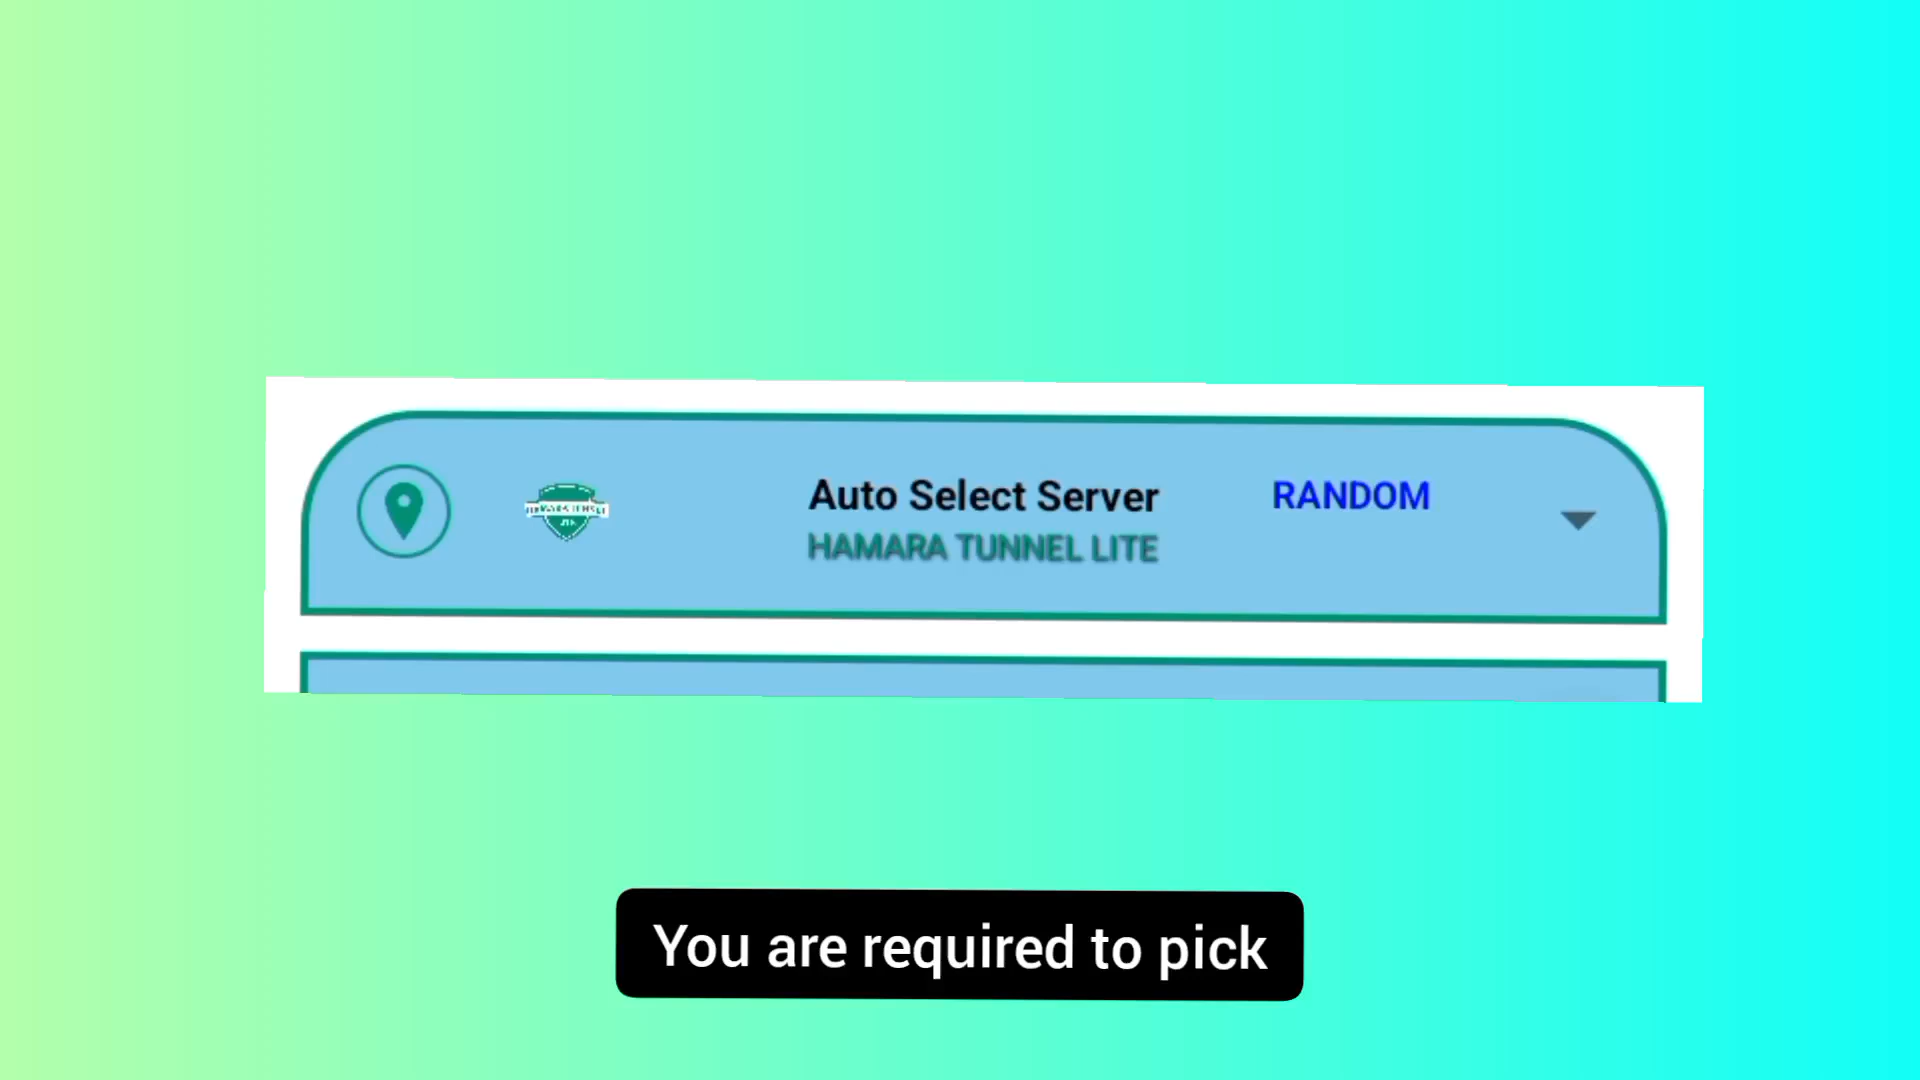 Auto Select Server
RANDOM
HAMARA TUNNEL LITE
You are required to pick